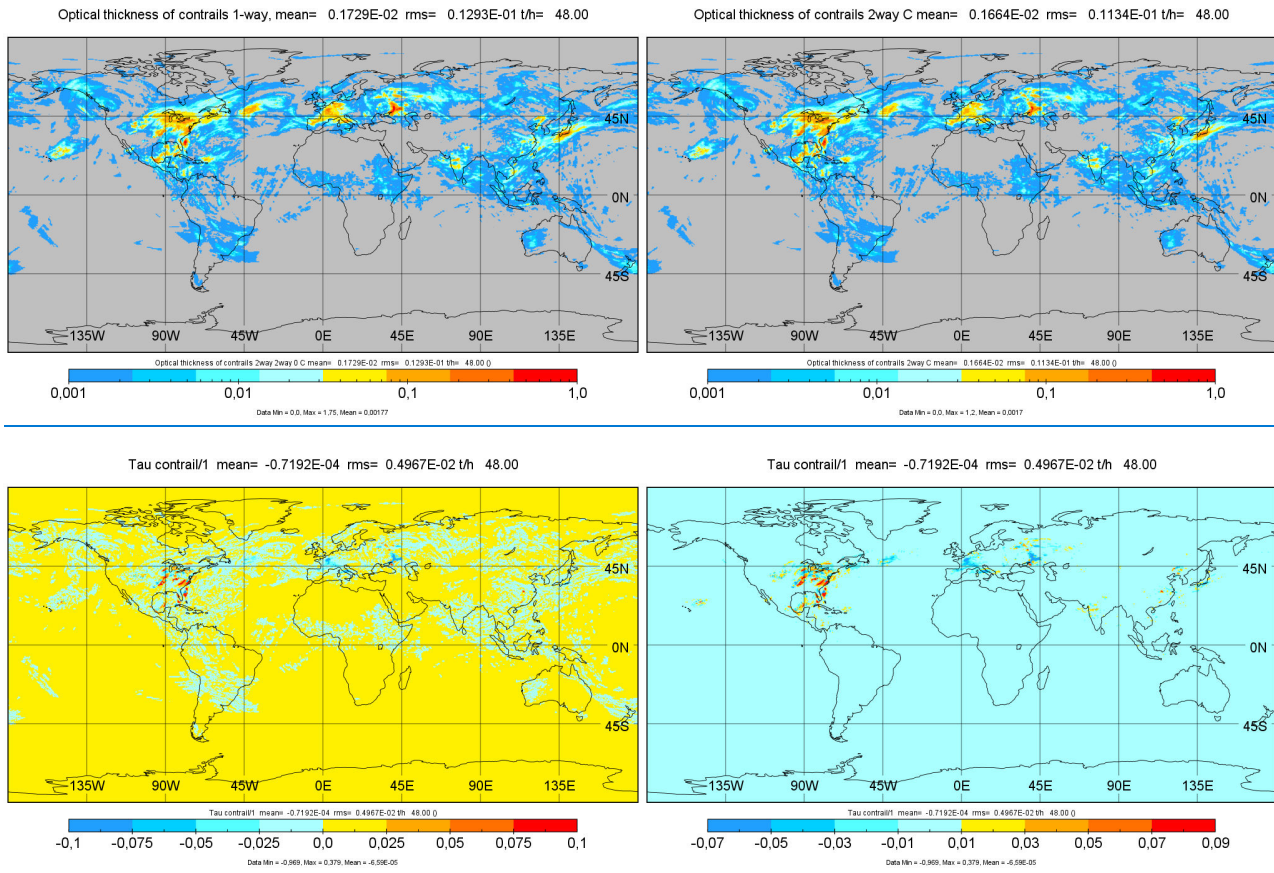 Optical thickness of contrails 1-way, mean= 0.1729E-02 rms= 0.1293E-01 t/h= 48.00
45N
0N
45S
135W 90W 45W 0E 45E 90E 135E
Optical thickness of contrails 2way 2way 0 C mean= 0.1729E-02 rms= 0.1293E-01 t/h= 48.00 ()
0,001 0,01 0,1 1,0
Data Min = 0,0, Max = 1,75, Mean = 0,00177
Optical thickness of contrails 2way C mean= 0.1664E-02 rms= 0.1134E-01 t/h= 48.00
45N
0N
45S
135W 90W 45W 0E 45E 90E 135E
Optical thickness of contrails 2way C mean= 0.1664E-02 rms= 0.1134E-01 t/h= 48.00 ()
0,001 0,01 0,1 1,0
Data Min = 0,0, Max = 1,2, Mean = 0,0017
Tau contrail/1 mean= -0.7192E-04 rms= 0.4967E-02 t/h 48.00
45N
0N
45S
135W 90W 45W 0E 45E 90E 135E
Tau contrail/1 mean= -0.7192E-04 rms= 0.4967E-02 t/h 48.00 ()
-0,1 -0,075 -0,05 -0,025 0,0 0,025 0,05 0,075 0,1
Data Min = -0,969, Max = 0,379, Mean = -6,59E-05
Tau contrail/1 mean= -0.7192E-04 rms= 0.4967E-02 t/h 48.00
45N
0N
45S
135W 90W 45W 0E 45E 90E 135E
Tau contrail/1 mean= -0.7192E-04 rms= 0.4967E-02 t/h 48.00 ()
-0,07 -0,05 -0,03 -0,01 0,01 0,03 0,05 0,07 0,09
Data Min = -0,969, Max = 0,379, Mean = -6,59E-05